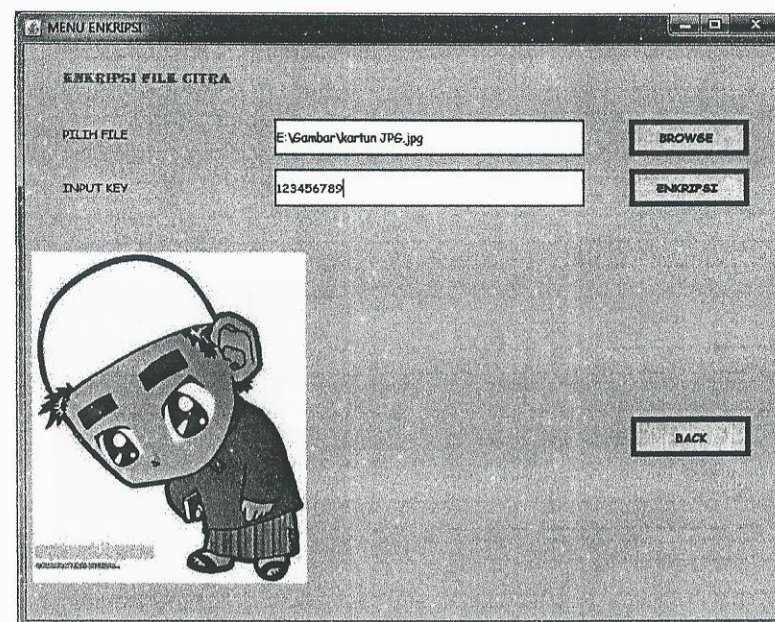 MENU ENKRIPSI
ENKRIPSI FILE CITRA
PILIH FILE
E:\Gambar\kartun JPG.jpg
BROWSE
INPUT KEY
123456789
ENKRIPSI
BACK